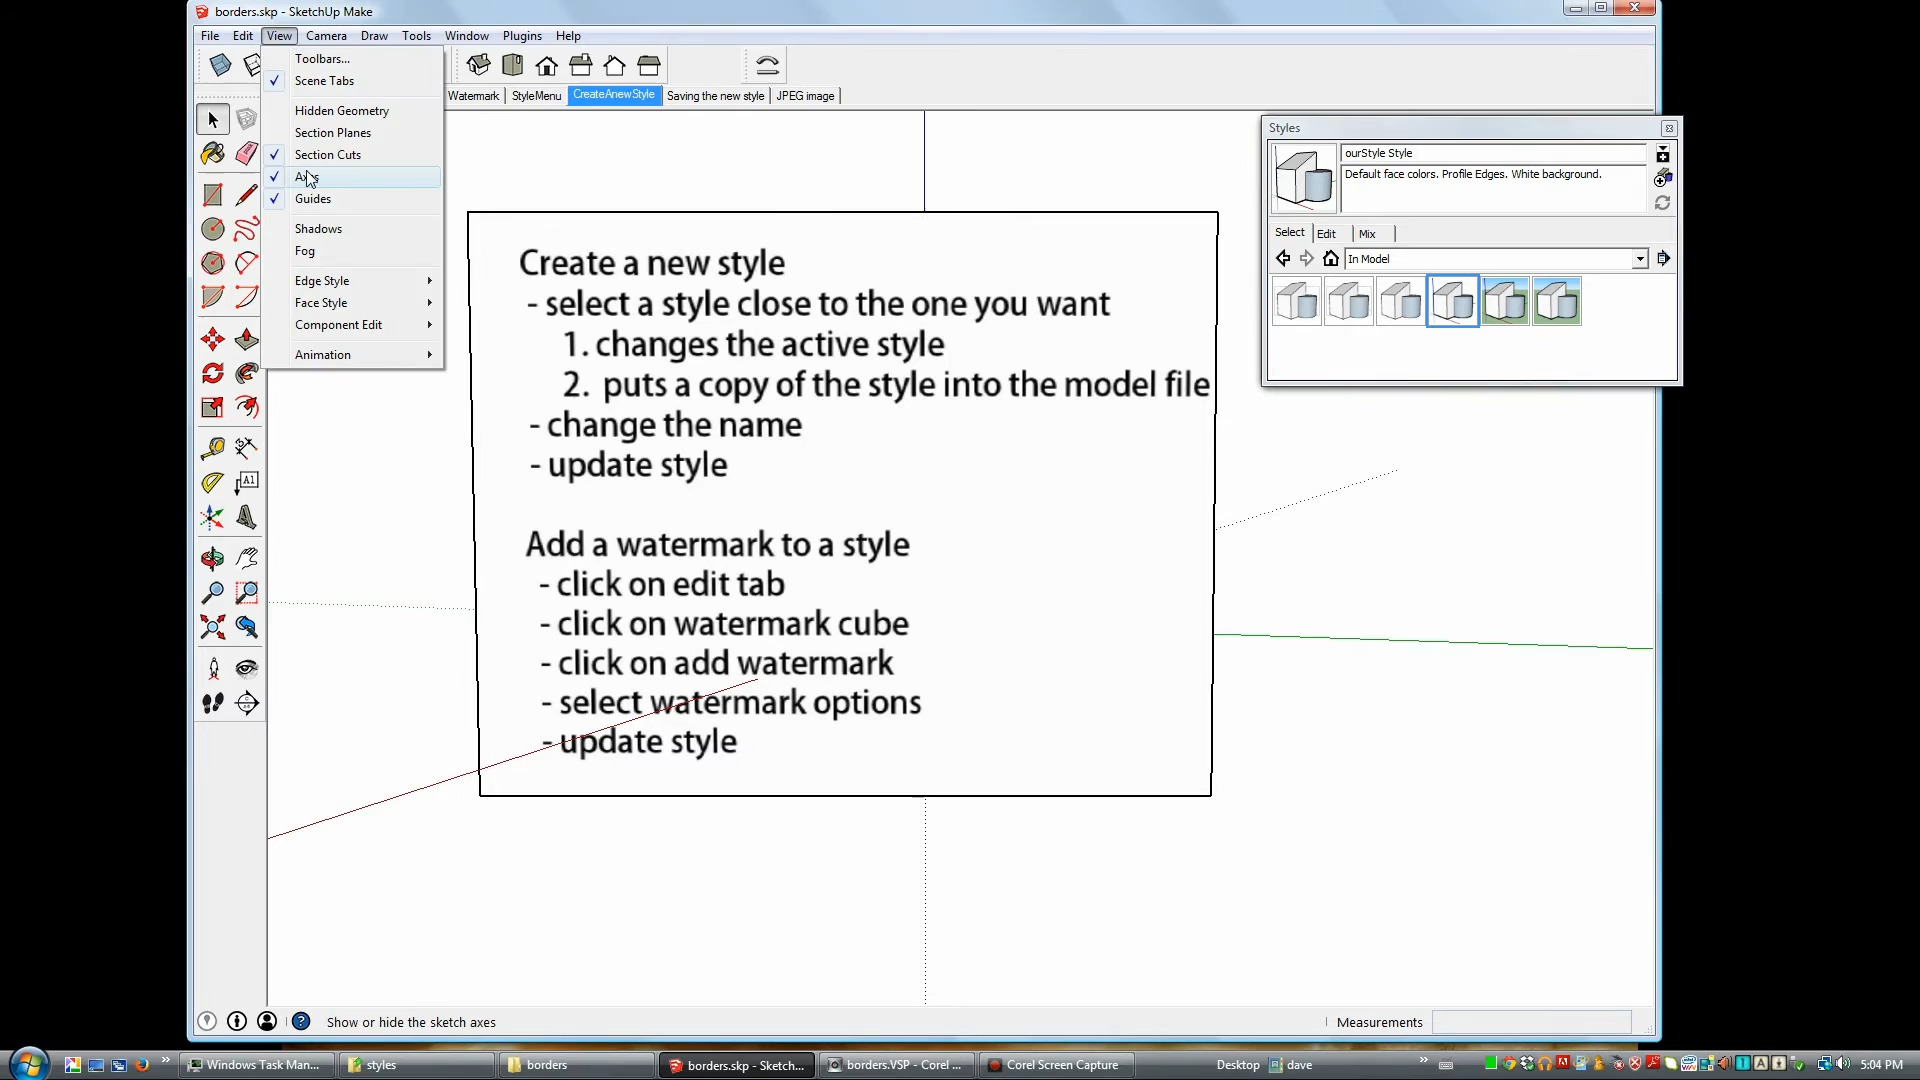 borders.skp - SketchUp Make
File Edit View Camera Draw Tools Window Plugins Help
Toolbars...
Scene Tabs
Hidden Geometry
Section Planes
Section Cuts
Axes
Guides
Shadows
Fog
Edge Style
Face Style
Component Edit
Animation
Watermark StyleMenu CreateAnewStyle Saving the new style JPEG image
Create a new style
- select a style close to the one you want
1. changes the active style
2. puts a copy of the style into the model file
- change the name
- update style
Add a watermark to a style
- click on edit tab
- click on watermark cube
- click on add watermark
- select watermark options
- update style
Styles
ourStyle Style
Default face colors. Profile Edges. White background.
Select Edit Mix
In Model
A1
Show or hide the sketch axes
Measurements
Windows Task Man... styles borders borders.skp - Sketch... borders.VSP - Corel ... Corel Screen Capture Desktop dave 5:04 PM